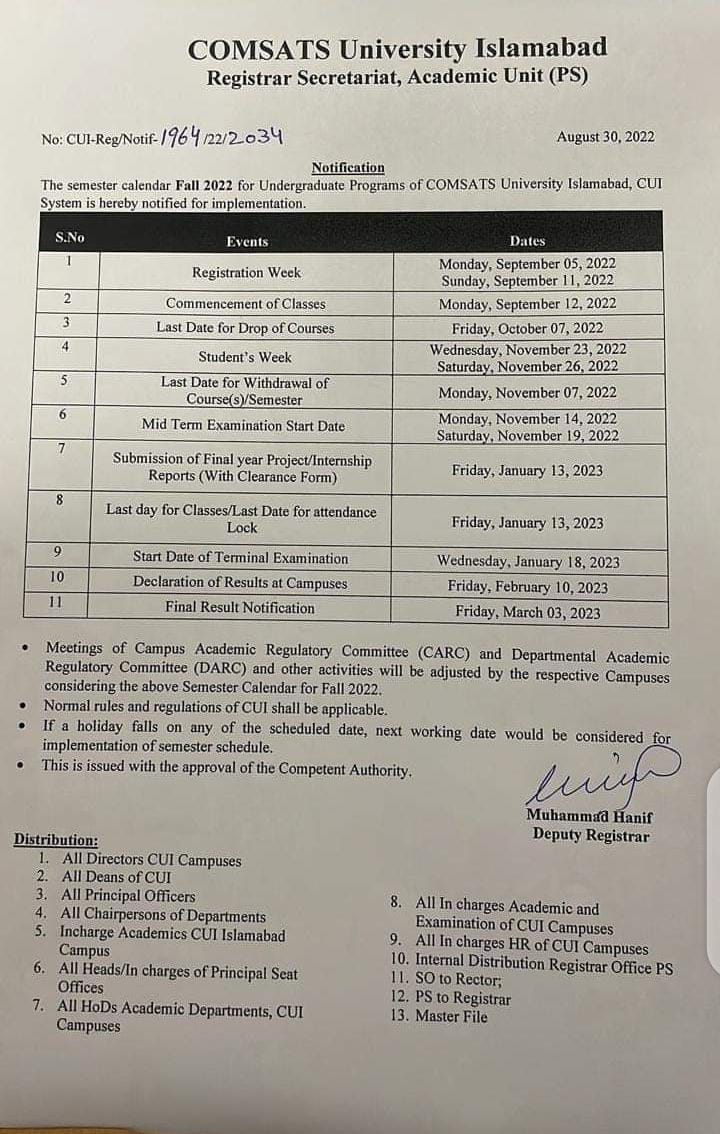 COMSATS University Islamabad
Registrar Secretariat, Academic Unit (PS)
No: CUI-Reg/Notif-1964/22/2034 August 30, 2022
Notification
The semester calendar Fall 2022 for Undergraduate Programs of COMSATS University Islamabad, CUI
System is hereby notified for implementation.
S.No Events Dates
1 Registration Week Monday, September 05, 2022
Sunday, September 11, 2022
2 Commencement of Classes Monday, September 12, 2022
3 Last Date for Drop of Courses Friday, October 07, 2022
4 Student's Week Wednesday, November 23, 2022
Saturday, November 26, 2022
5 Last Date for Withdrawal of
Course(s)/Semester Monday, November 07, 2022
6 Mid Term Examination Start Date Monday, November 14, 2022
Saturday, November 19, 2022
7 Submission of Final year Project/Internship
Reports (With Clearance Form) Friday, January 13, 2023
8 Last day for Classes/Last Date for attendance
Lock Friday, January 13, 2023
9 Start Date of Terminal Examination Wednesday, January 18, 2023
10 Declaration of Results at Campuses Friday, February 10, 2023
11 Final Result Notification Friday, March 03, 2023
• Meetings of Campus Academic Regulatory Committee (CARC) and Departmental Academic
Regulatory Committee (DARC) and other activities will be adjusted by the respective Campuses
considering the above Semester Calendar for Fall 2022.
• Normal rules and regulations of CUI shall be applicable.
• If a holiday falls on any of the scheduled date, next working date would be considered for
implementation of semester schedule.
• This is issued with the approval of the Competent Authority.
Muhammad Hanif
Deputy Registrar
Distribution:
1. All Directors CUI Campuses
2. All Deans of CUI
3. All Principal Officers
4. All Chairpersons of Departments
5. Incharge Academics CUI Islamabad
Campus
6. All Heads/In charges of Principal Seat
Offices
7. All HoDs Academic Departments, CUI
Campuses
8. All In charges Academic and
Examination of CUI Campuses
9. All In charges HR of CUI Campuses
10. Internal Distribution Registrar Office PS
11. SO to Rector;
12. PS to Registrar
13. Master File